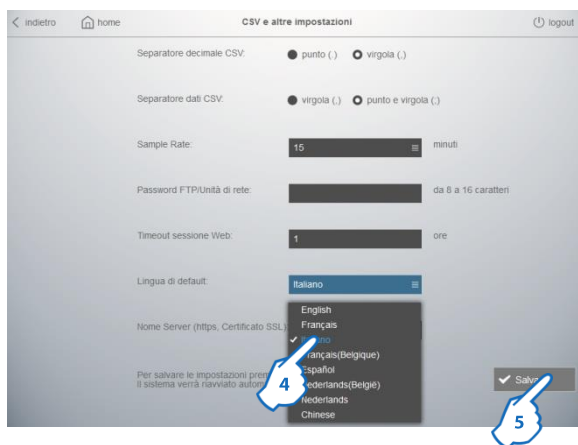 indietro home CSV e altre impostazioni logout
Separatore decimale CSV: punto (.) virgola (,)
Separatore dati CSV: virgola (,) punto e virgola (;)
Sample Rate: 15 minuti
Password FTP/Unità di rete: da 8 a 16 caratteri
Timeout sessione Web: 1 ore
Lingua di default: Italiano
English
Nome Server (https, Certificato SSL) Français
Français(Belgique)
Español
Per salvare le impostazioni
il sistema verrà riavviato Nederlands(België)
Nederlands
Chinese
4
5